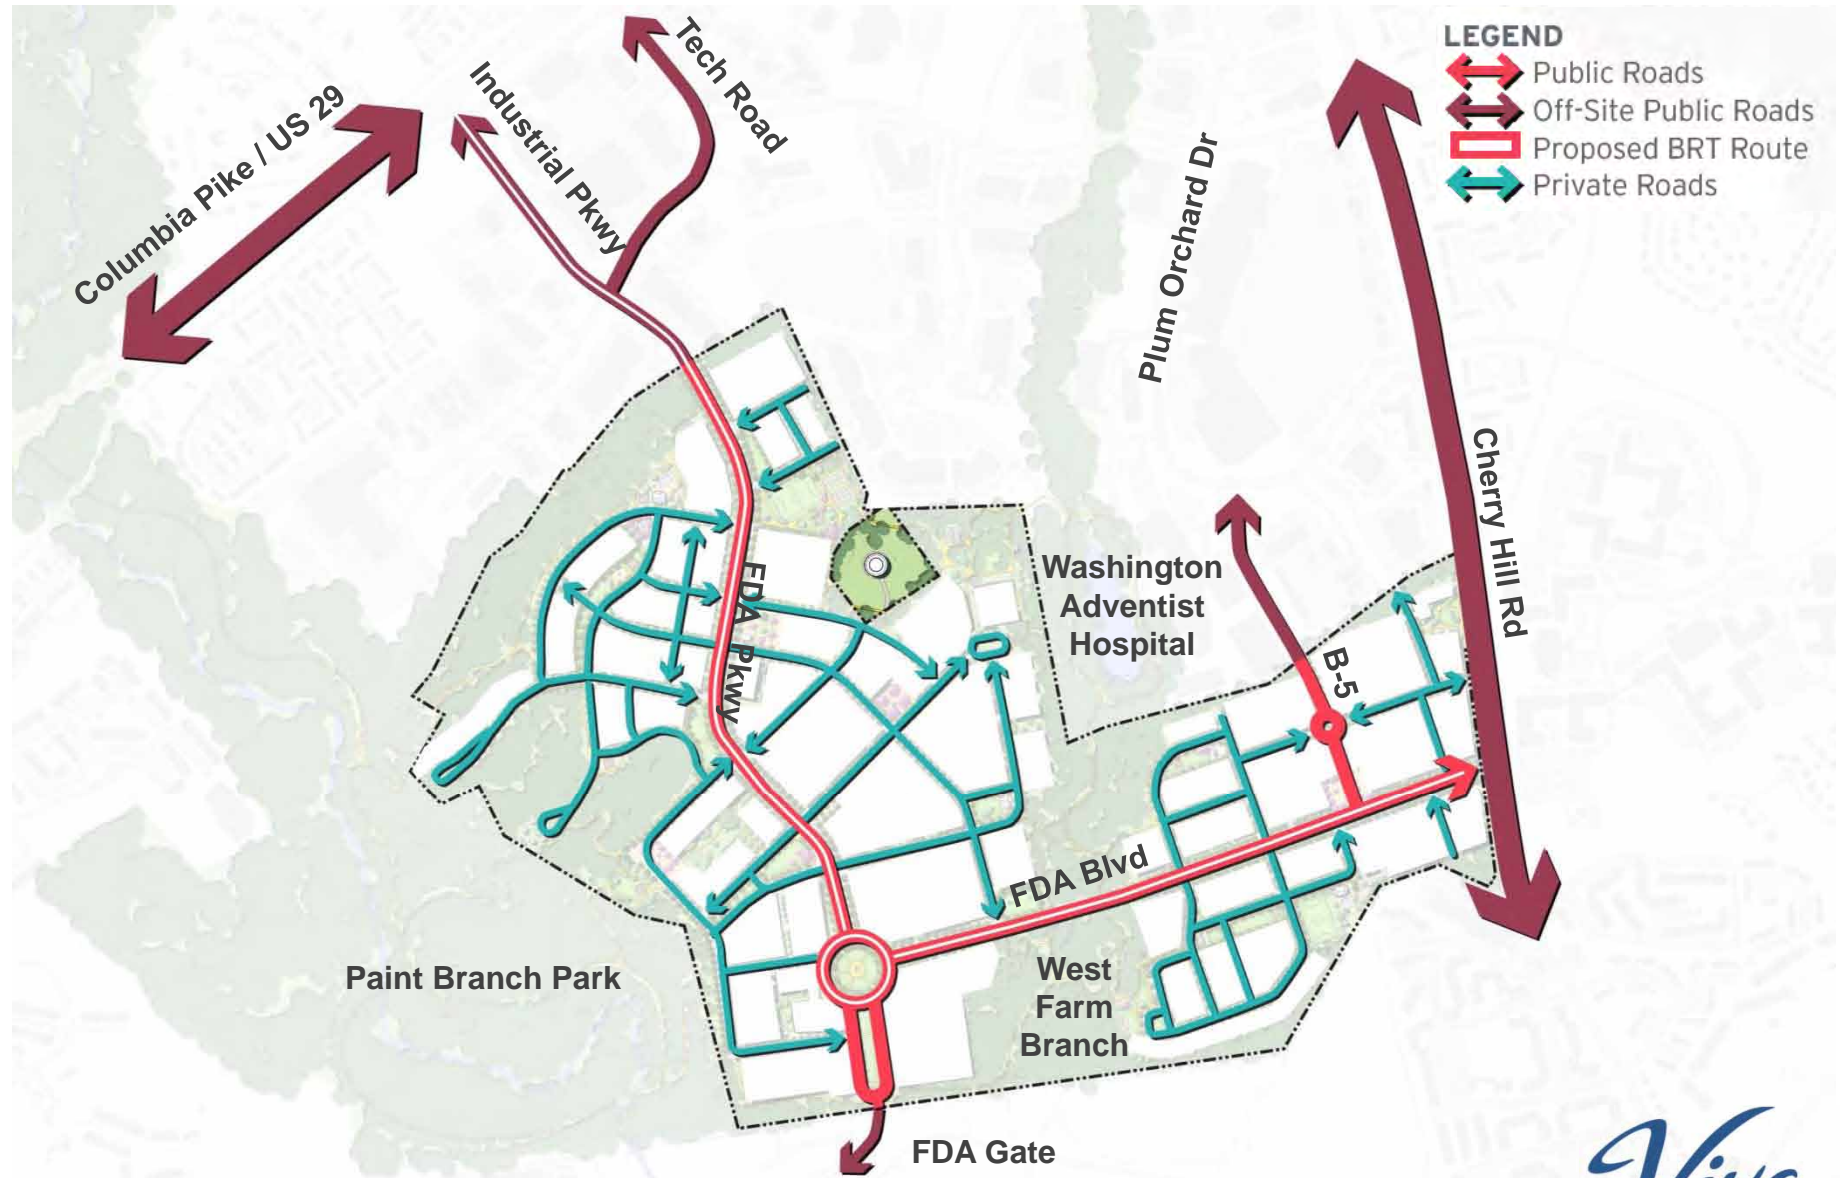 LEGEND
Public Roads
Off-Site Public Roads
Proposed BRT Route
Private Roads
Tech Road
Industrial Pkwy
Columbia Pike / US 29
Plum Orchard Dr
Cherry Hill Rd
Washington
Adventist
Hospital
FDA Pkwy
B-5
FDA Blvd
West
Farm
Branch
Paint Branch Park
FDA Gate